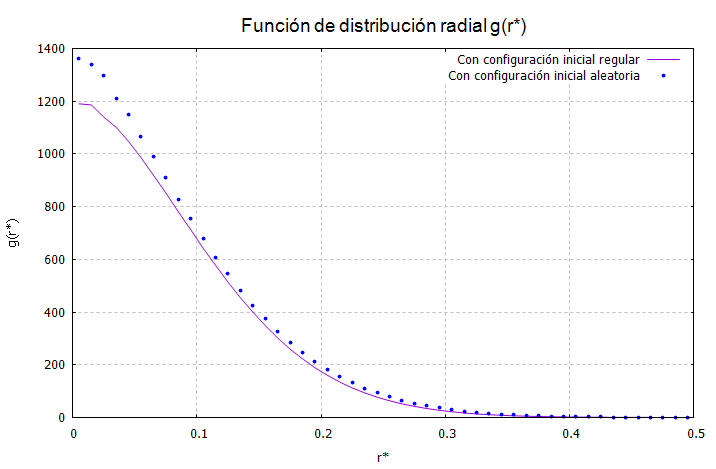 Función de distribución radial g(r*)
1400
1200
1000
800
600
400
200
0
g(r*)
Con configuración inicial regular
Con configuración inicial aleatoria
0
0.1
0.2
0.3
0.4
0.5
r*